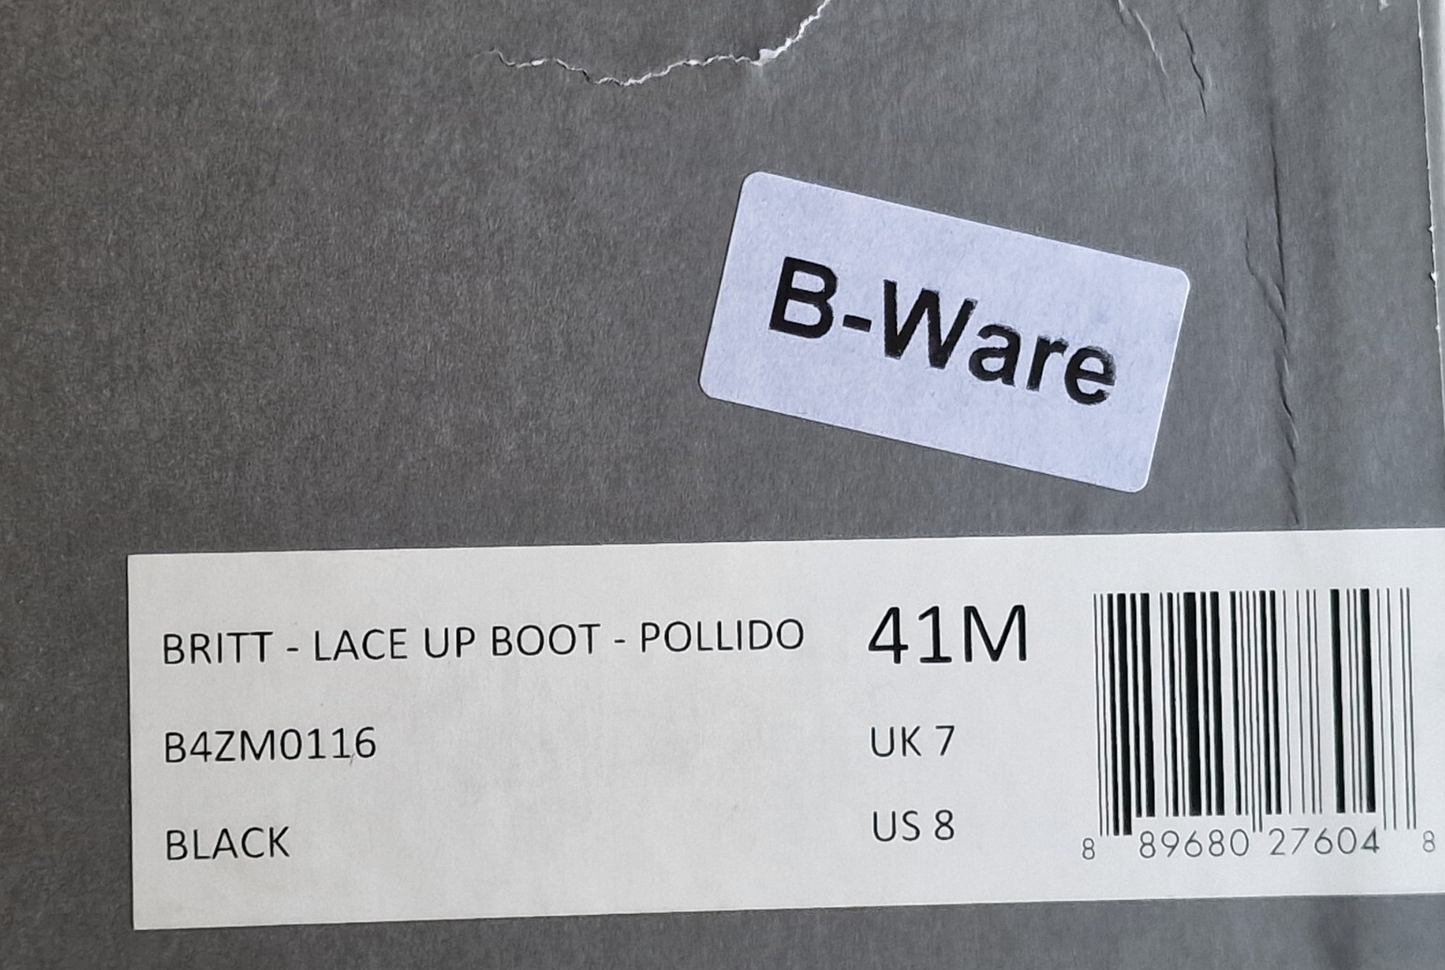 B-Ware
BRITT - LACE UP BOOT - POLLIDO
B4ZM0116
BLACK
41M
UK 7
US 8
8 89680 27604 8